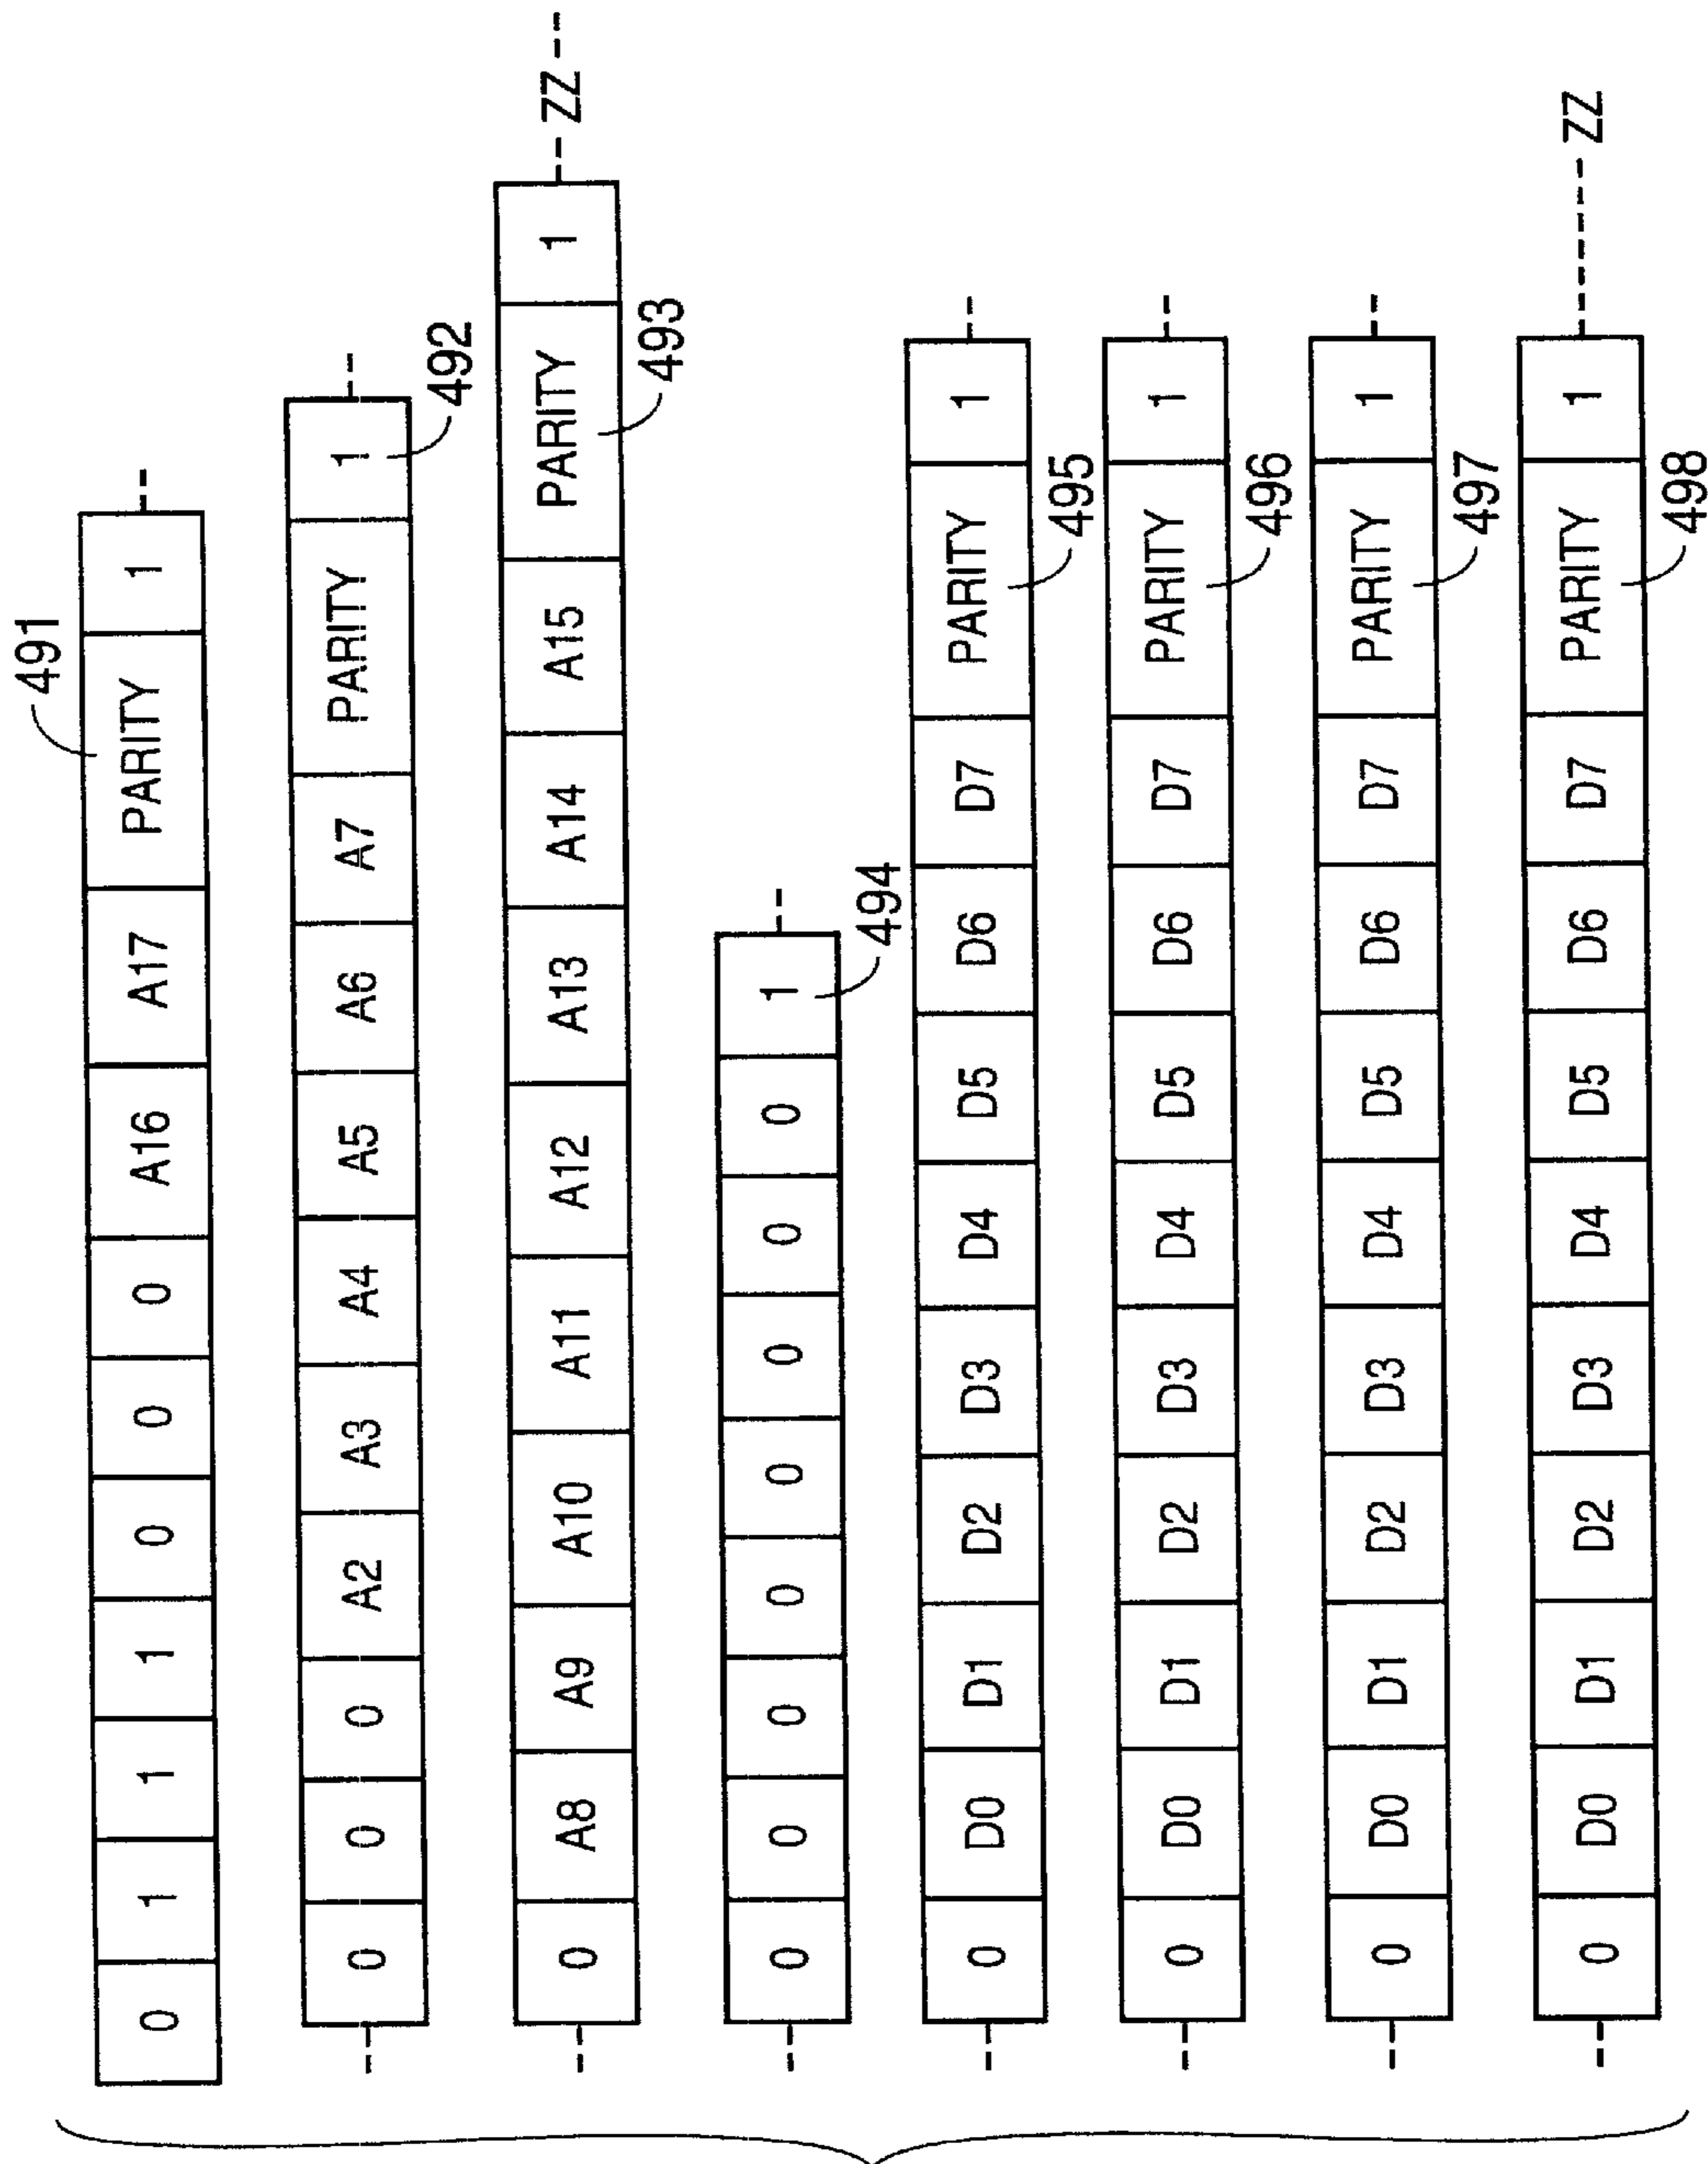 0 1 1 1 0 0 0 A16 A17 PARITY 1 --
491
-- 0 0 0 A2 A3 A4 A5 A6 A7 PARITY 1 --
492
-- 0 A8 A9 A10 A11 A12 A13 A14 A15 PARITY 1 -- ZZ --
493
-- 0 0 0 0 0 0 0 0 1 --
494
-- 0 D0 D1 D2 D3 D4 D5 D6 D7 PARITY 1 --
495
-- 0 D0 D1 D2 D3 D4 D5 D6 D7 PARITY 1 --
496
-- 0 D0 D1 D2 D3 D4 D5 D6 D7 PARITY 1 --
497
-- 0 D0 D1 D2 D3 D4 D5 D6 D7 PARITY 1 ------ ZZ
498